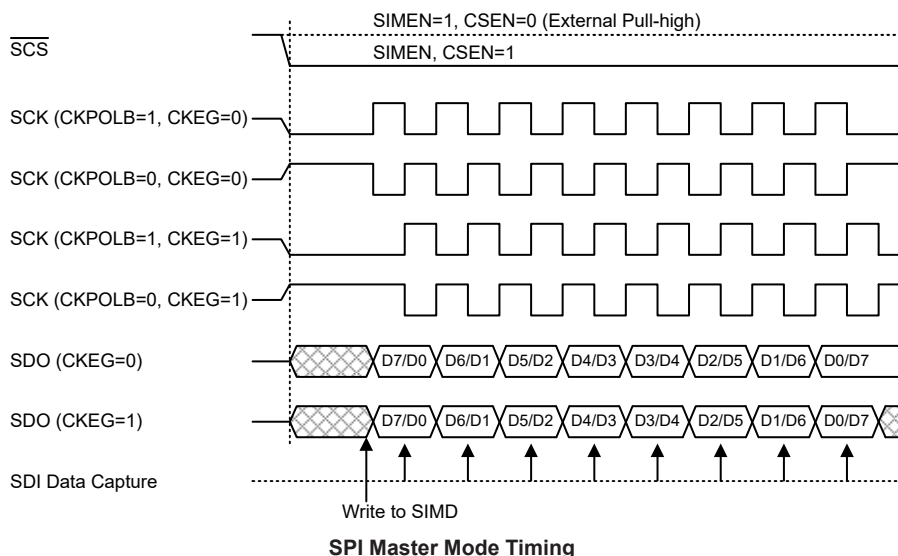 SIMEN=1, CSEN=0 (External Pull-high)
SCS
SIMEN, CSEN=1
SCK (CKPOLB=1, CKEG=0)
SCK (CKPOLB=0, CKEG=0)
SCK (CKPOLB=1, CKEG=1)
SCK (CKPOLB=0, CKEG=1)
SDO (CKEG=0) D7/D0 D6/D1 D5/D2 D4/D3 D3/D4 D2/D5 D1/D6 D0/D7
SDO (CKEG=1) D7/D0 D6/D1 D5/D2 D4/D3 D3/D4 D2/D5 D1/D6 D0/D7
SDI Data Capture
Write to SIMD
SPI Master Mode Timing